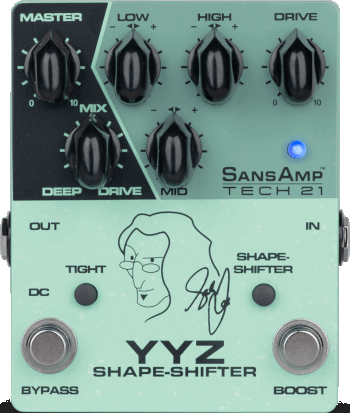 MASTER LOW HIGH DRIVE
- ◄► + - ◄► +
0 10 0 10
MIX
- +
DEEP DRIVE MID
SANSAMP™
TECH 21
OUT IN
TIGHT SHAPE-
SHIFTER
DC
YYZ
SHAPE-SHIFTER
BYPASS BOOST